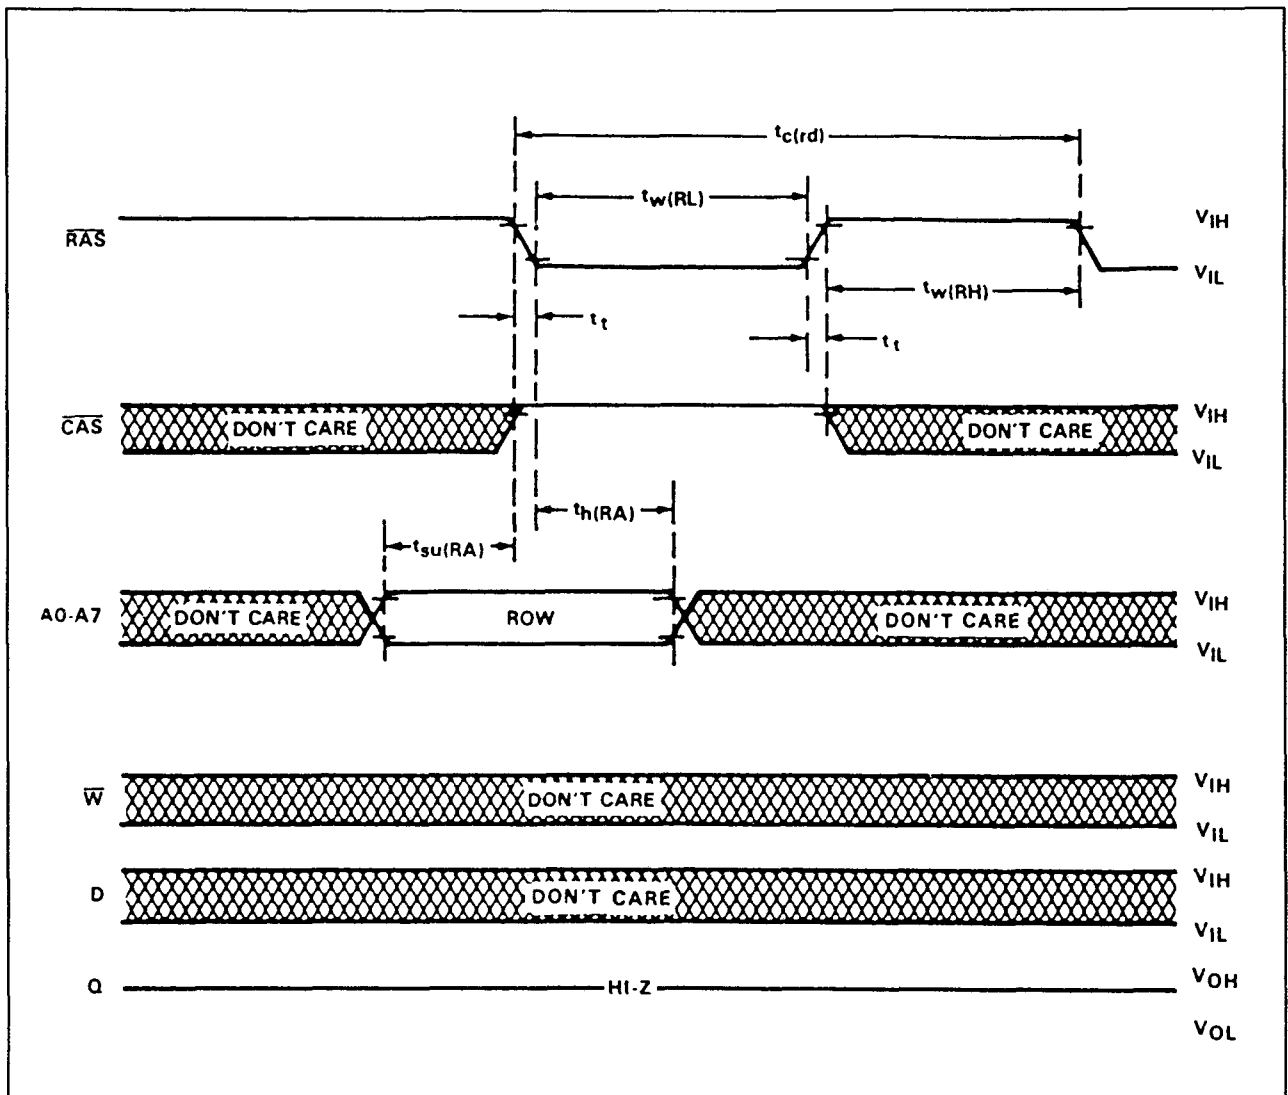 tc(rd)
tw(RL)
RAS VIH
VIL
tw(RH)
tt
tt
CAS DON'T CARE DON'T CARE VIH
VIL
th(RA)
tsu(RA)
A0-A7 DON'T CARE ROW DON'T CARE VIH
VIL
W DON'T CARE VIH
VIL
D DON'T CARE VIH
VIL
Q HI-Z VOH
VOL